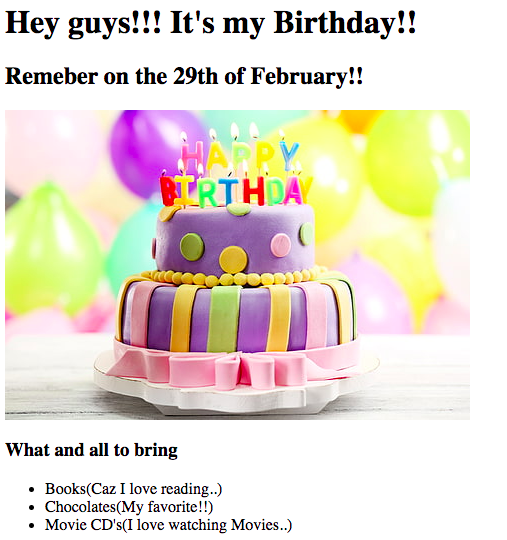 Hey guys!!! It's my Birthday!!
Remeber on the 29th of February!!
HAPPY
BIRTHDAY
What and all to bring
Books(Caz I love reading..)
Chocolates(My favorite!!)
Movie CD's(I love watching Movies..)